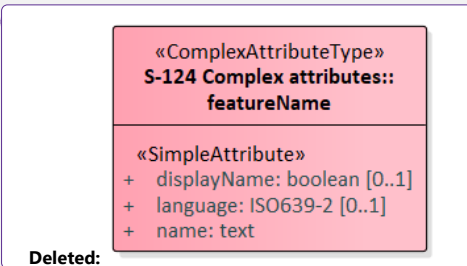 «ComplexAttributeType»
S-124 Complex attributes::
featureName
«SimpleAttribute»
+ displayName: boolean [0..1]
+ language: ISO639-2 [0..1]
+ name: text
Deleted: